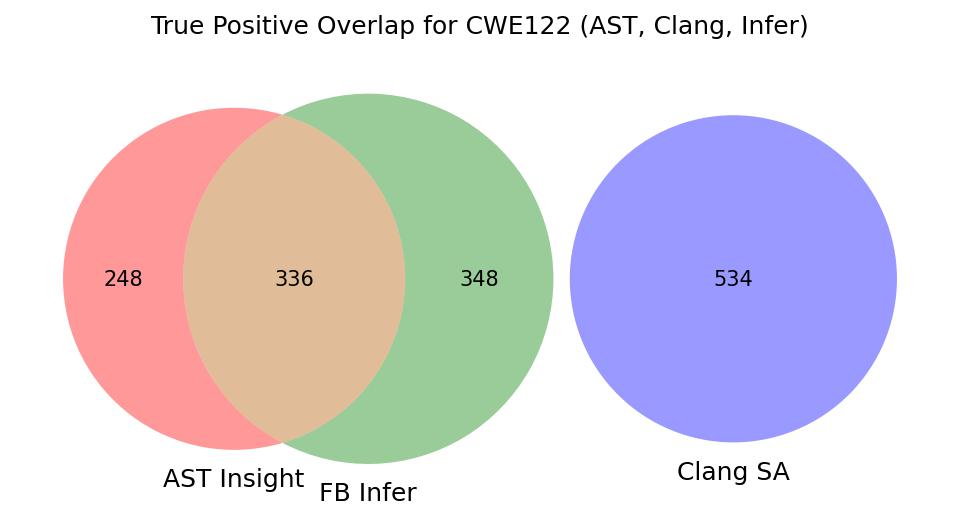 True Positive Overlap for CWE122 (AST, Clang, Infer)
248
336
348
534
AST Insight
FB Infer
Clang SA